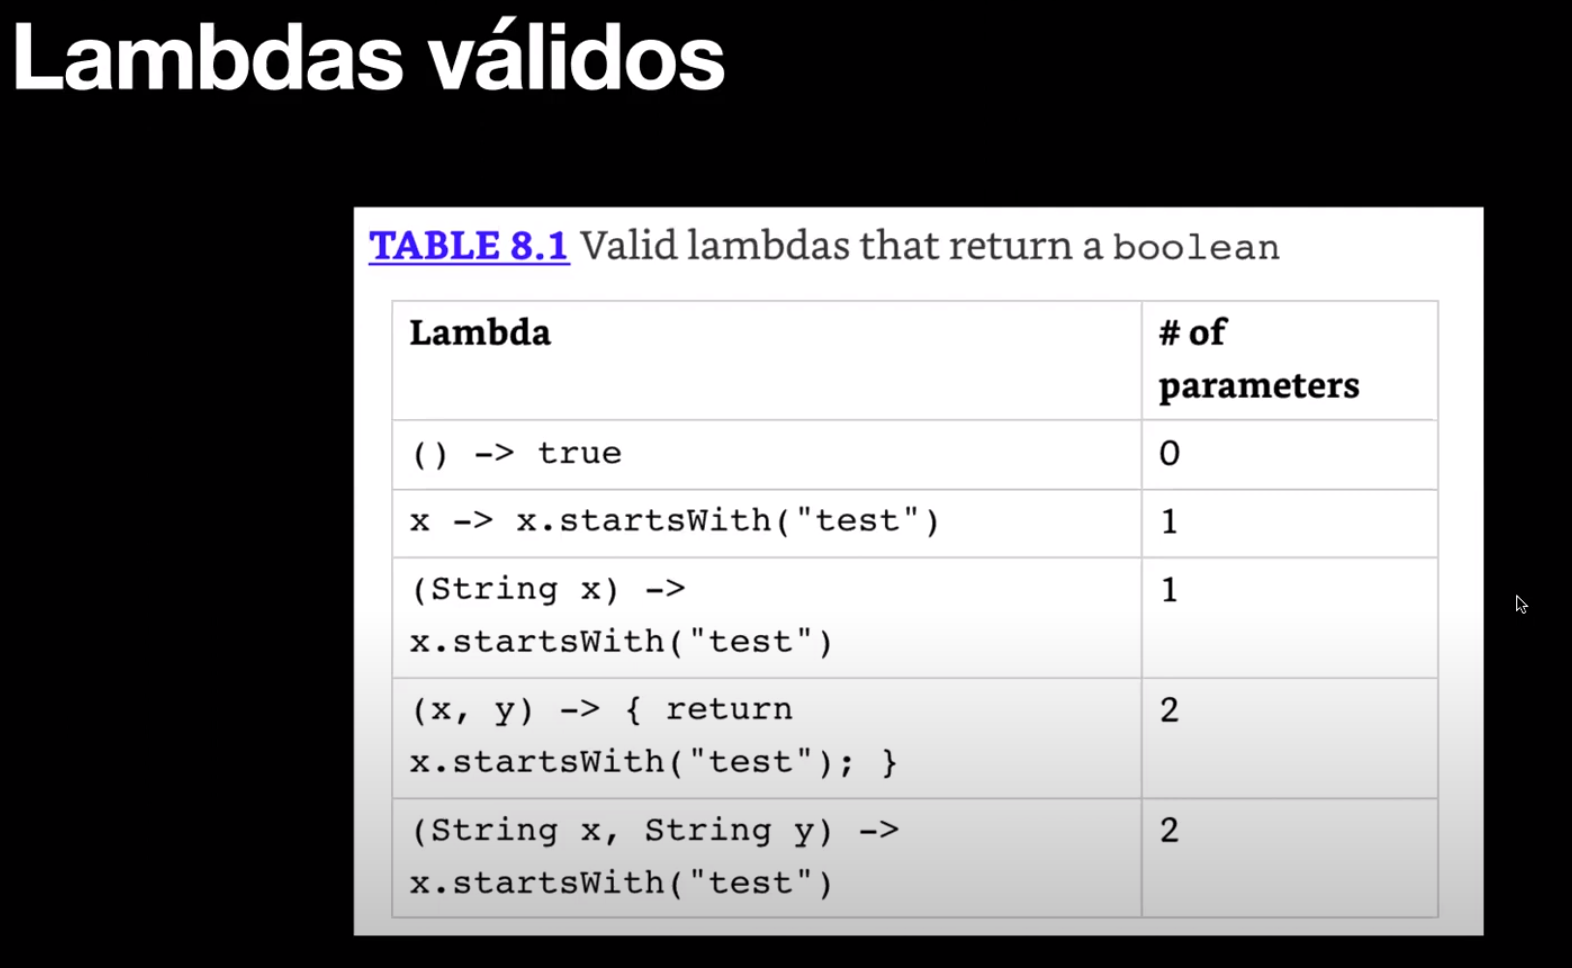 Lambdas válidos
TABLE 8.1 Valid lambdas that return a boolean
Lambda
# of
parameters
() -> true
0
x -> x.startsWith("test")
1
(String x) ->
x.startsWith("test")
1
(x, y) -> { return
x.startsWith("test"); }
2
(String x, String y) ->
x.startsWith("test")
2